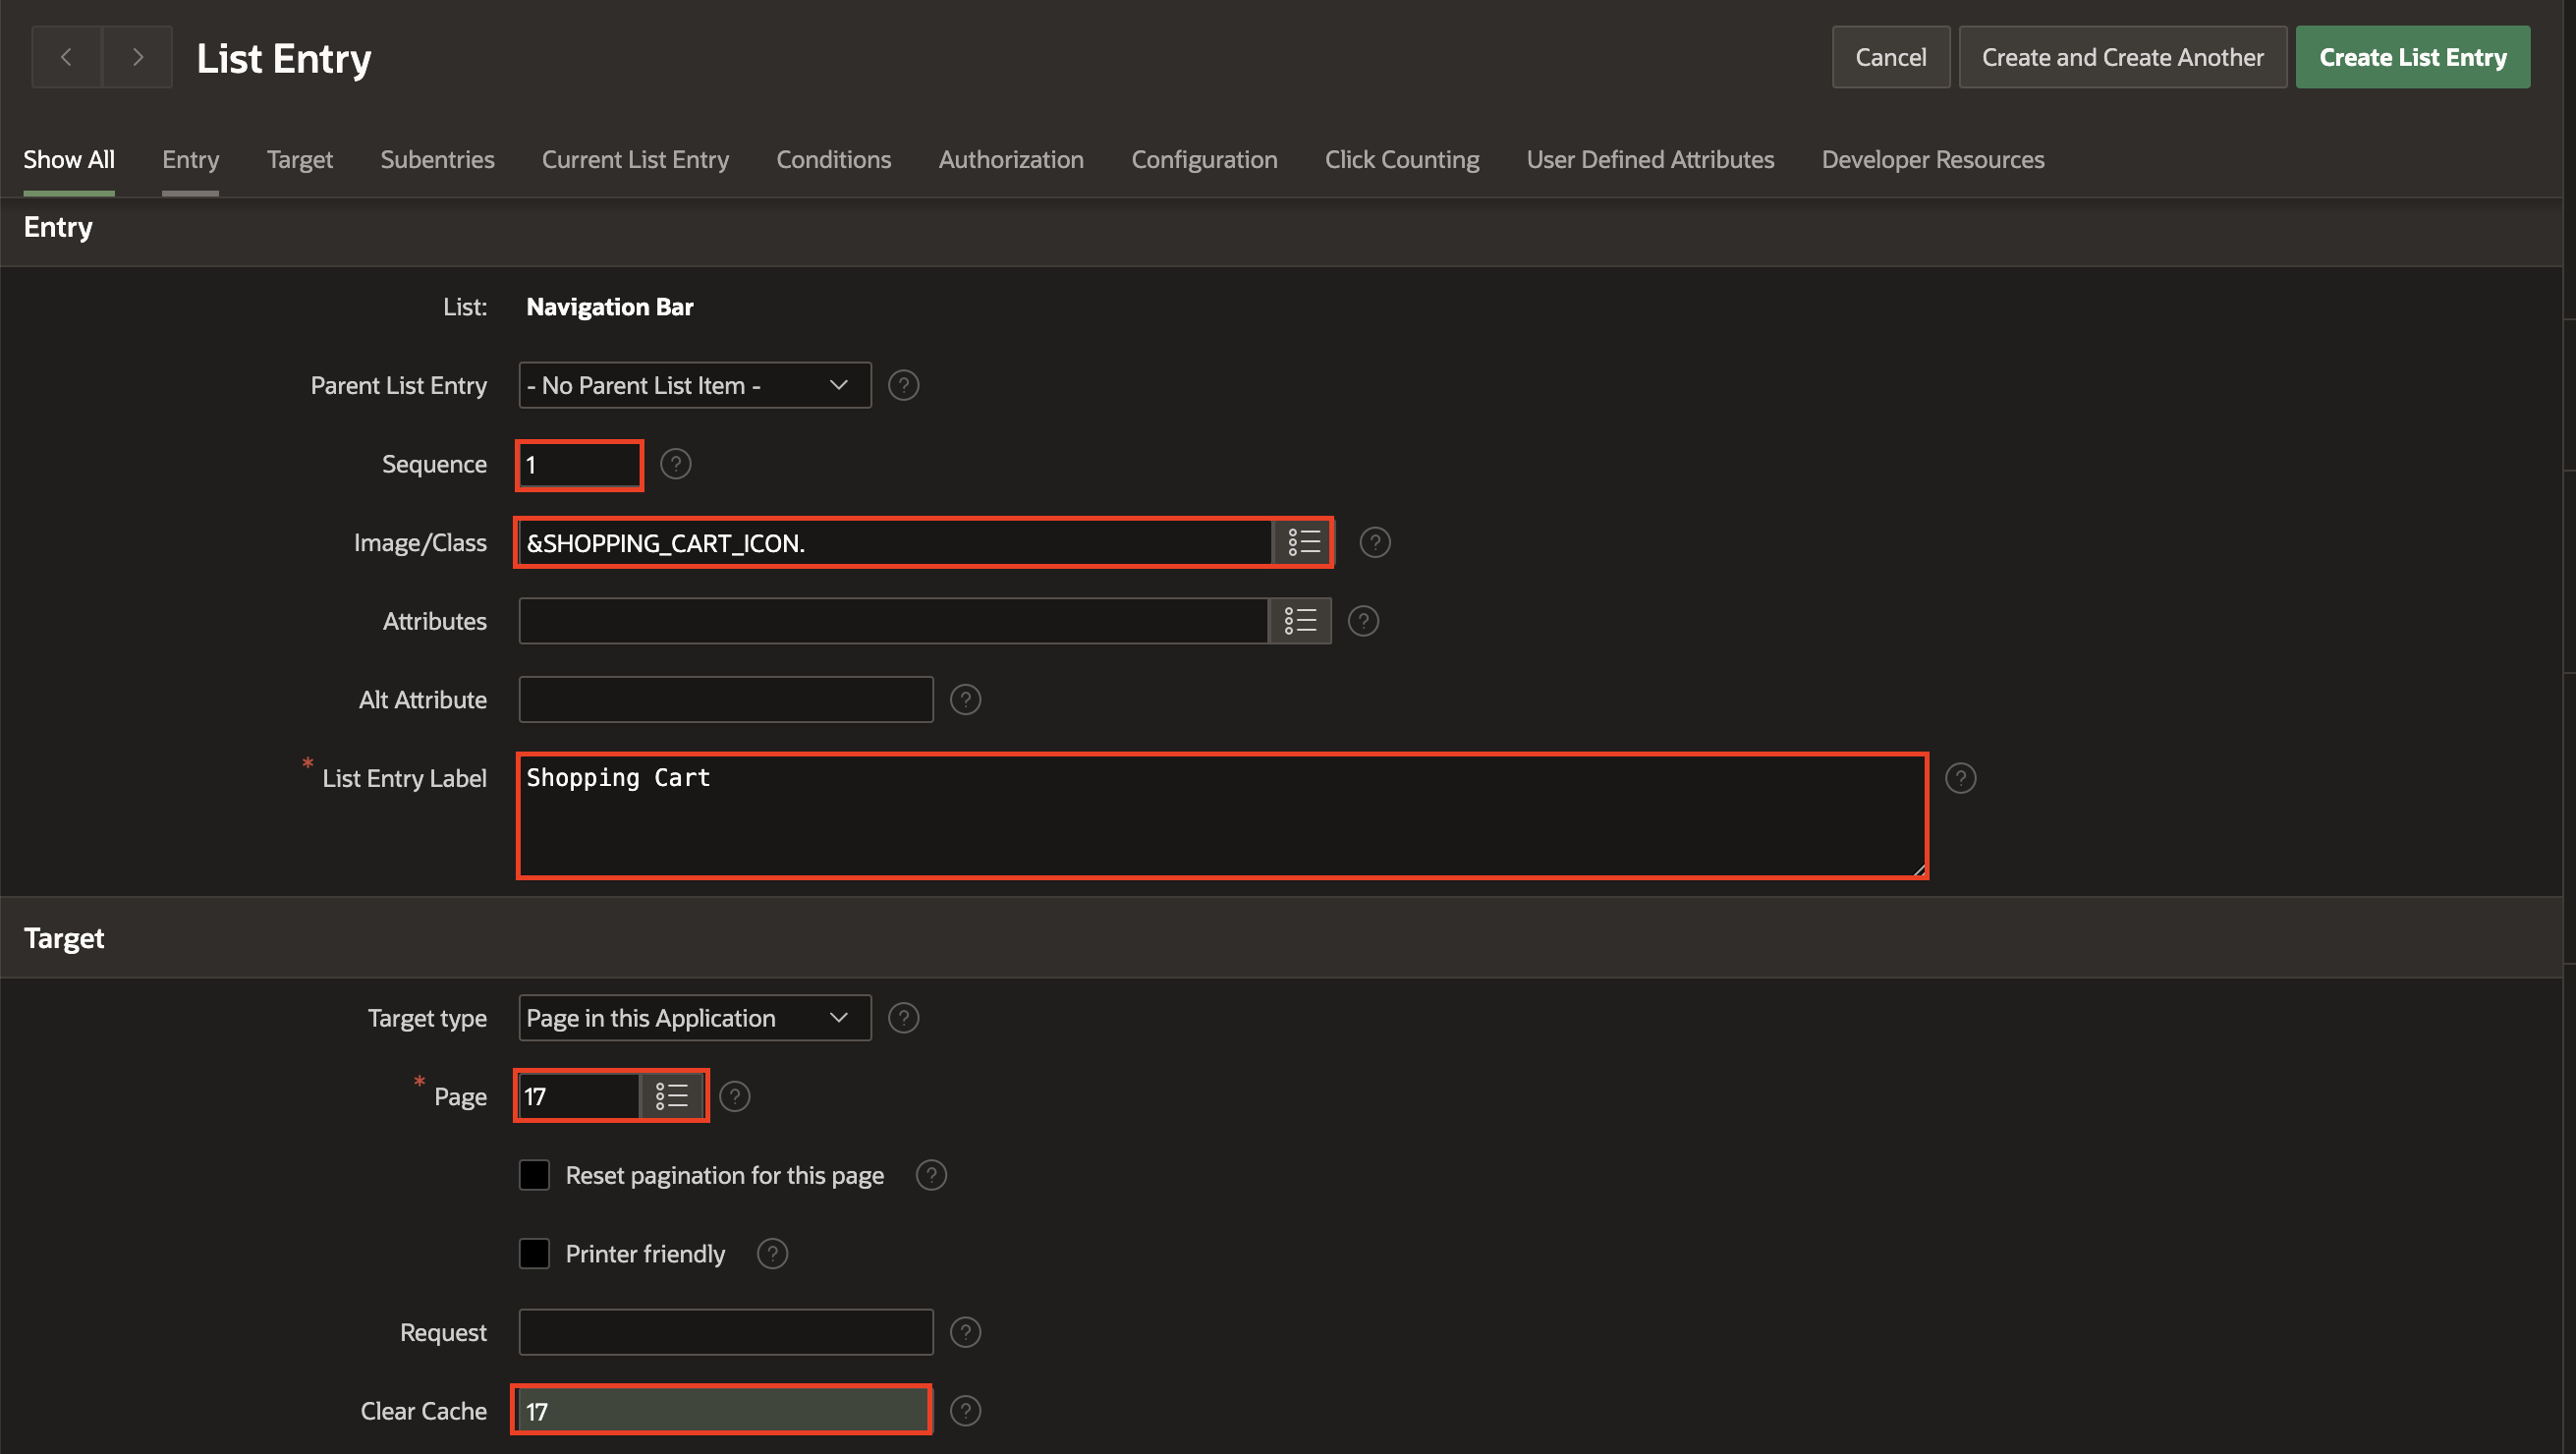 List Entry
Cancel
Create and Create Another
Create List Entry
Show All
Entry
Target
Subentries
Current List Entry
Conditions
Authorization
Configuration
Click Counting
User Defined Attributes
Developer Resources
Entry
List: Navigation Bar
Parent List Entry - No Parent List Item - ?
Sequence 1 ?
Image/Class &SHOPPING_CART_ICON. ?
Attributes ?
Alt Attribute ?
* List Entry Label Shopping Cart ?
Target
Target type Page in this Application ?
* Page 17 ?
Reset pagination for this page ?
Printer friendly ?
Request ?
Clear Cache 17 ?